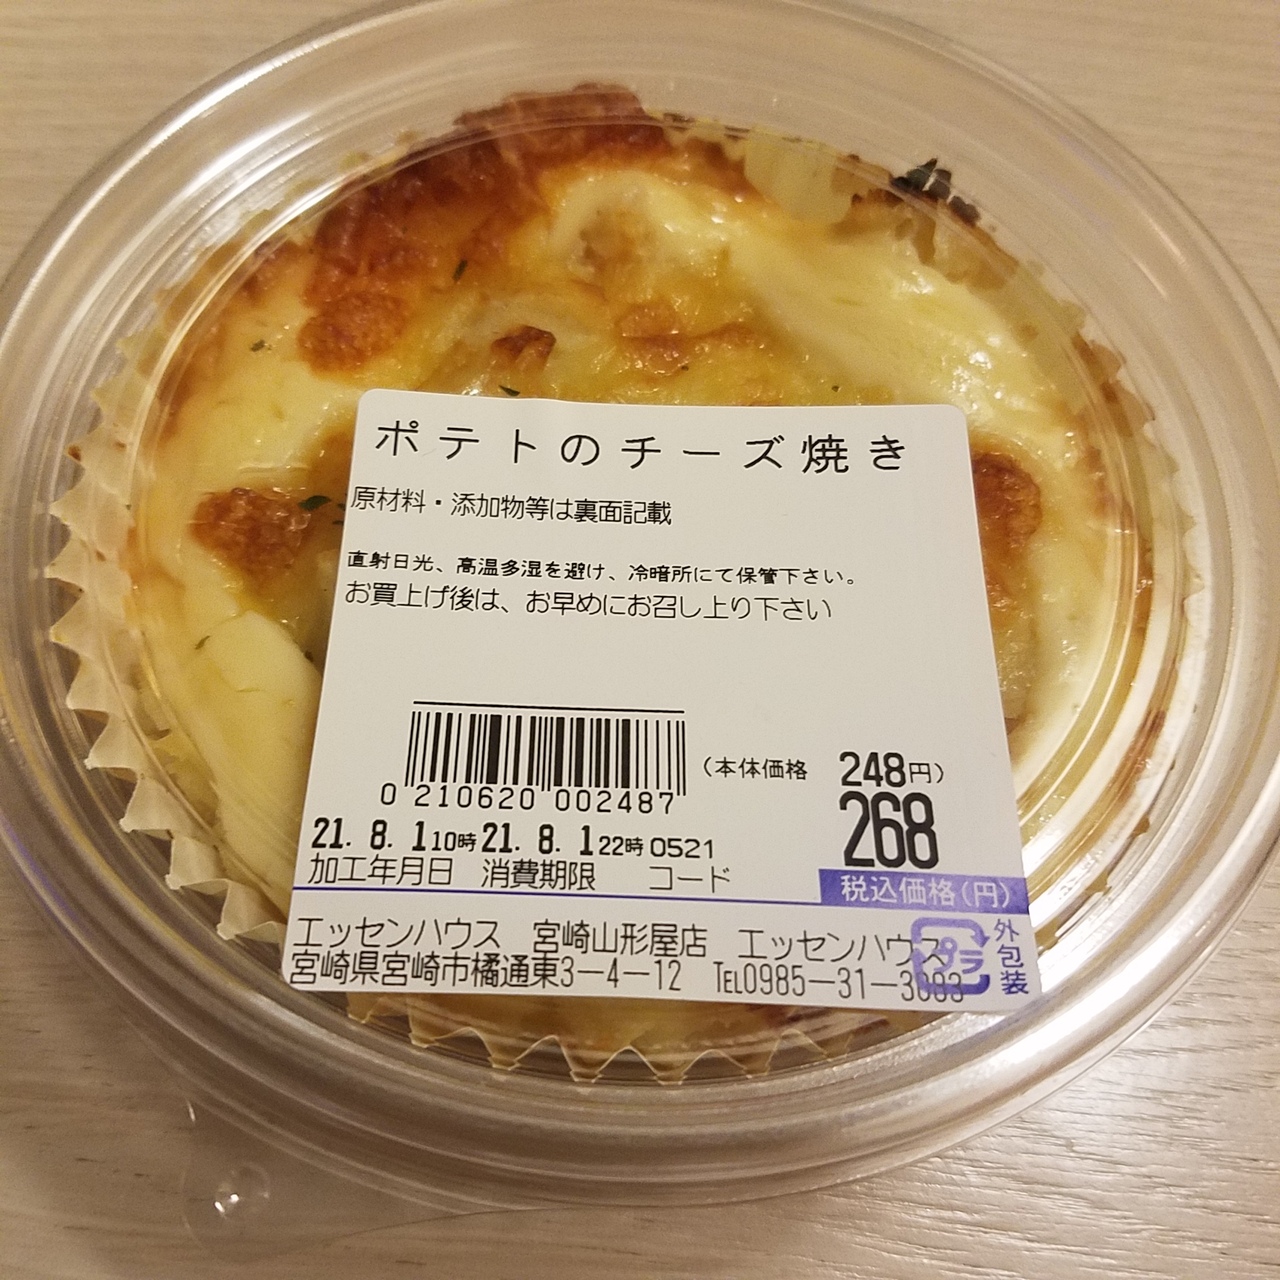 ポテトのチーズ焼き
原材料・添加物等は裏面記載
直射日光、高温多湿を避け、冷暗所にて保管下さい。
お買上げ後は、お早めにお召し上り下さい
0 210620 002487
(本体価格 248円)
268
21. 8. 1 10時 21. 8. 1 22時 0521
加工年月日 消費期限 コード
税込価格(円)
エッセンハウス 宮崎山形屋店 エッセンハウス
宮崎県宮崎市橘通東3-4-12 TEL0985-31-3083
プラ
外包装